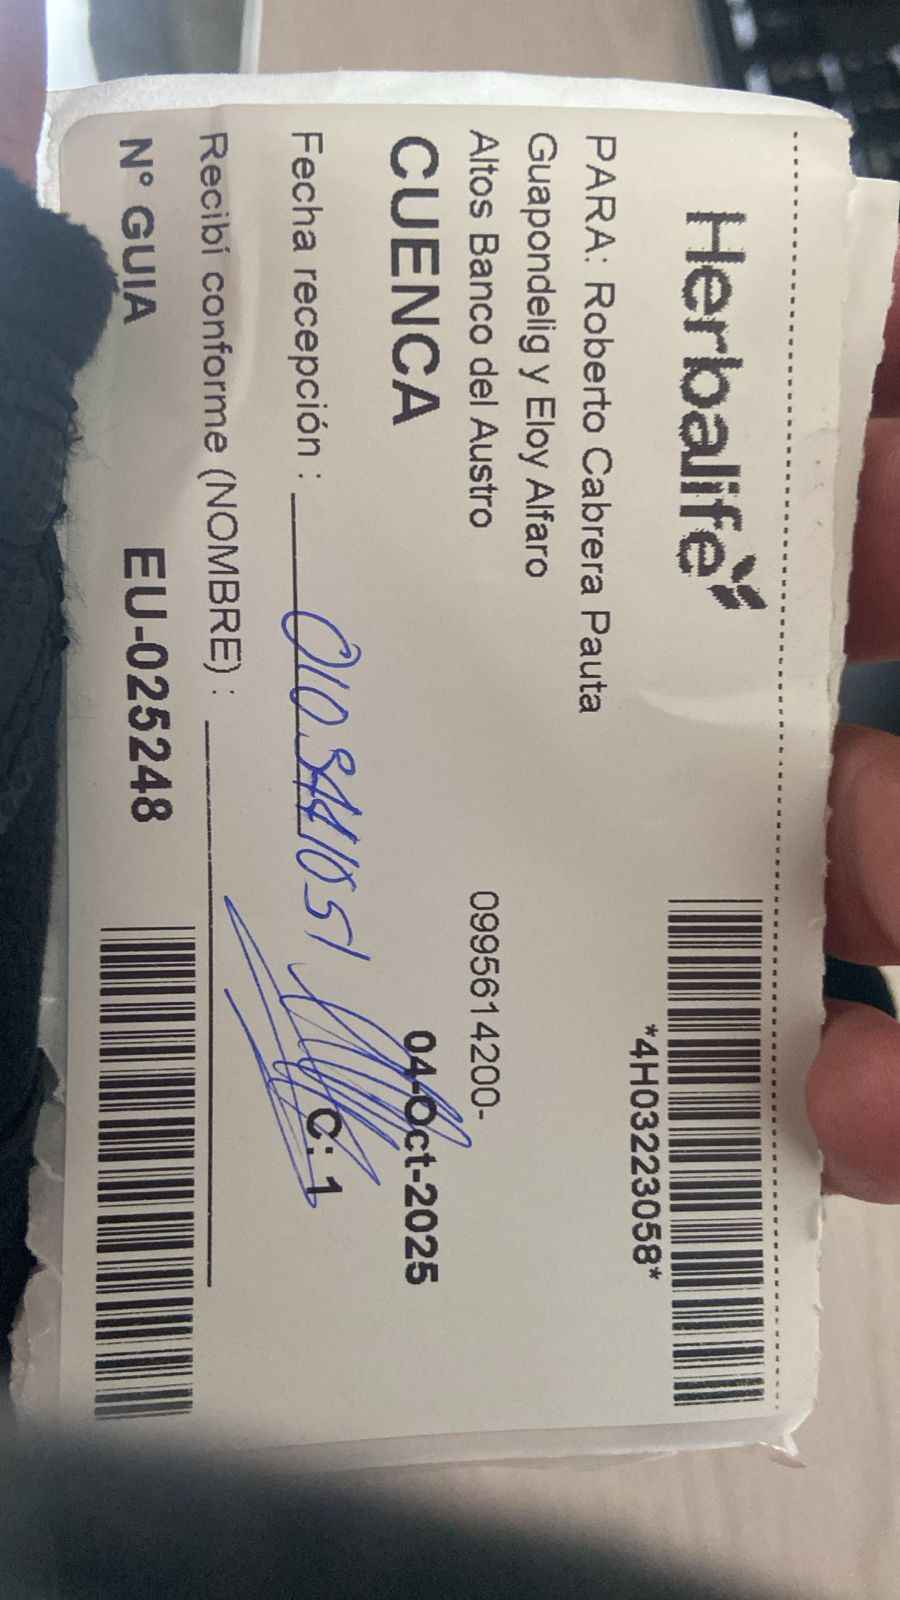 Herbalife
*4H03223058*
PARA: Roberto Cabrera Pauta
Guapondelig y Eloy Alfaro
Altos Banco del Austro 0995614200-
CUENCA 04-Oct-2025
Fecha recepción : C: 1
Recibí conforme (NOMBRE) :
N° GUIA EU-025248